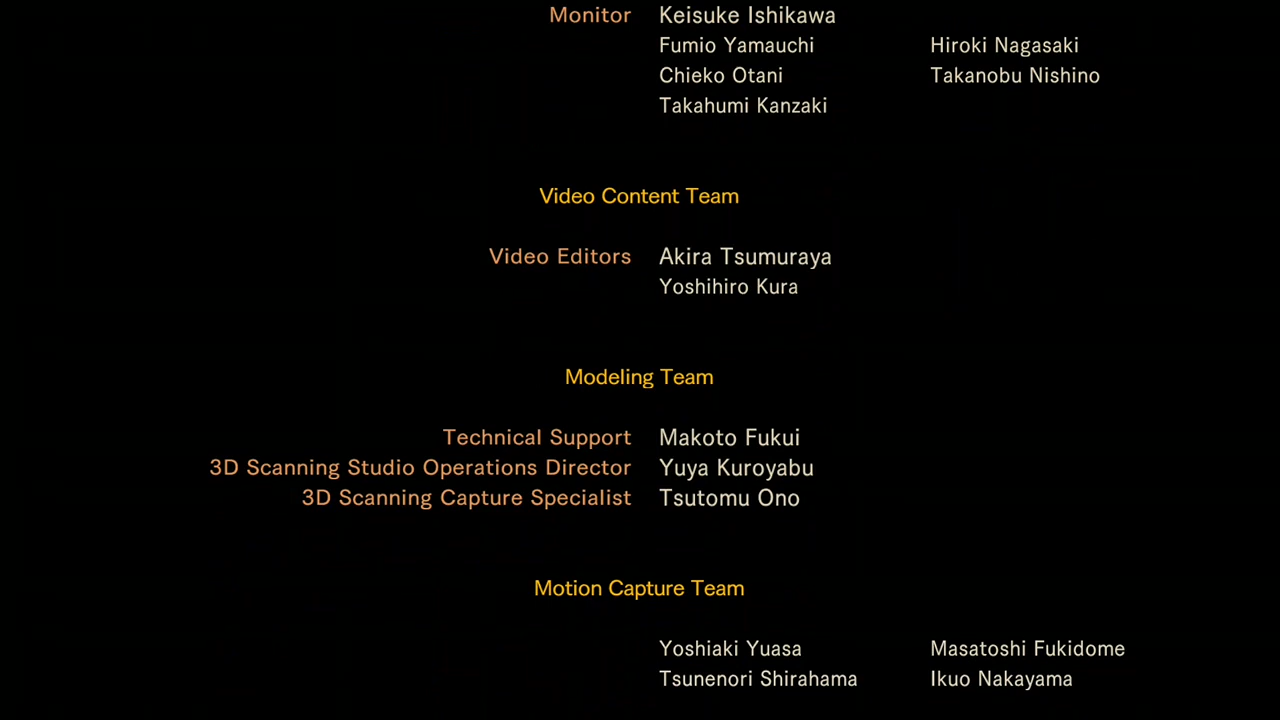 Monitor Keisuke Ishikawa
Fumio Yamauchi Hiroki Nagasaki
Chieko Otani Takanobu Nishino
Takahumi Kanzaki
Video Content Team
Video Editors Akira Tsumuraya
Yoshihiro Kura
Modeling Team
Technical Support Makoto Fukui
3D Scanning Studio Operations Director Yuya Kuroyabu
3D Scanning Capture Specialist Tsutomu Ono
Motion Capture Team
Yoshiaki Yuasa Masatoshi Fukidome
Tsunenori Shirahama Ikuo Nakayama